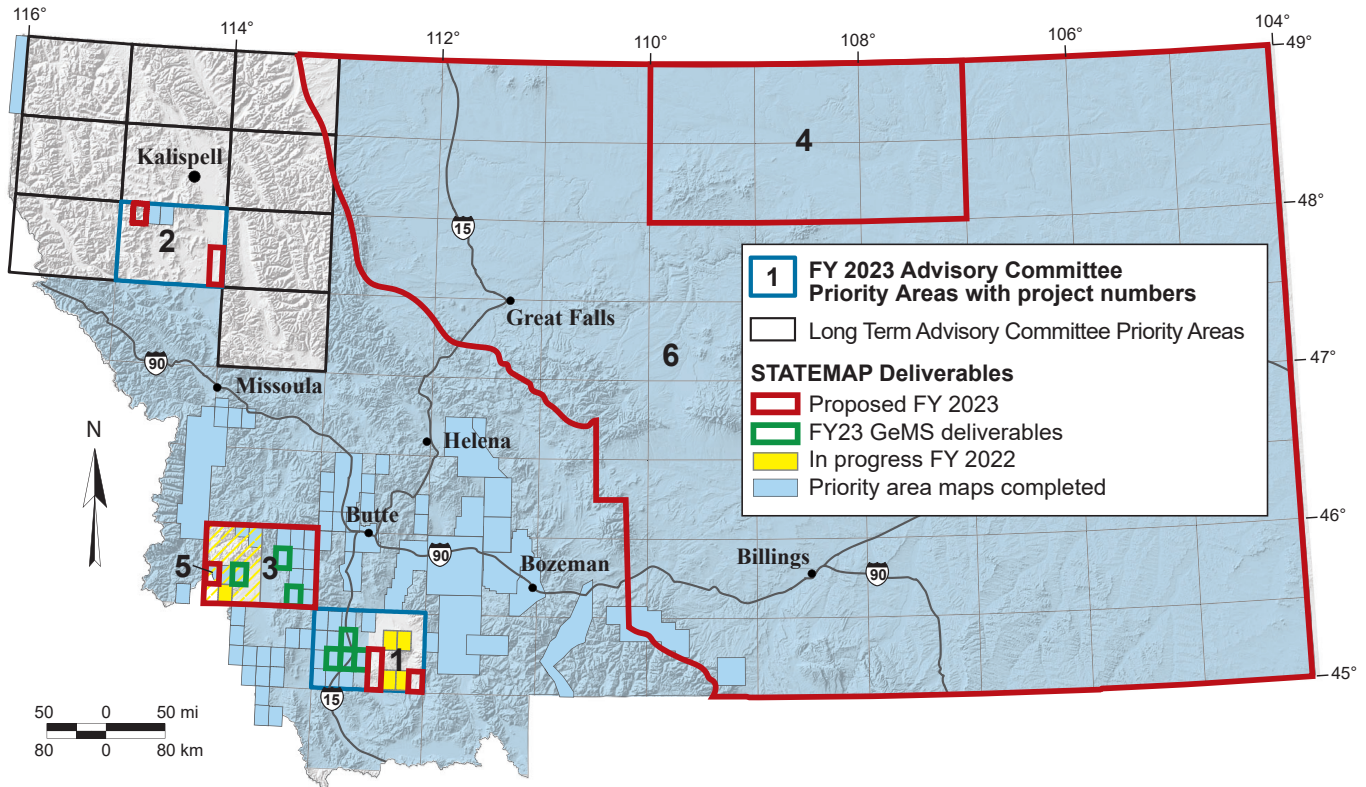 116°
114°
112°
110°
108°
106°
104°
49°
Kalispell
4
48°
15
2
1
FY 2023 Advisory Committee
Priority Areas with project numbers
Long Term Advisory Committee Priority Areas
STATEMAP Deliverables
Proposed FY 2023
FY23 GeMS deliverables
In progress FY 2022
Priority area maps completed
Great Falls
6
47°
90
Missoula
N
Helena
46°
Butte
90
Bozeman
Billings
90
5
3
1
45°
15
50 0 50 mi
80 0 80 km